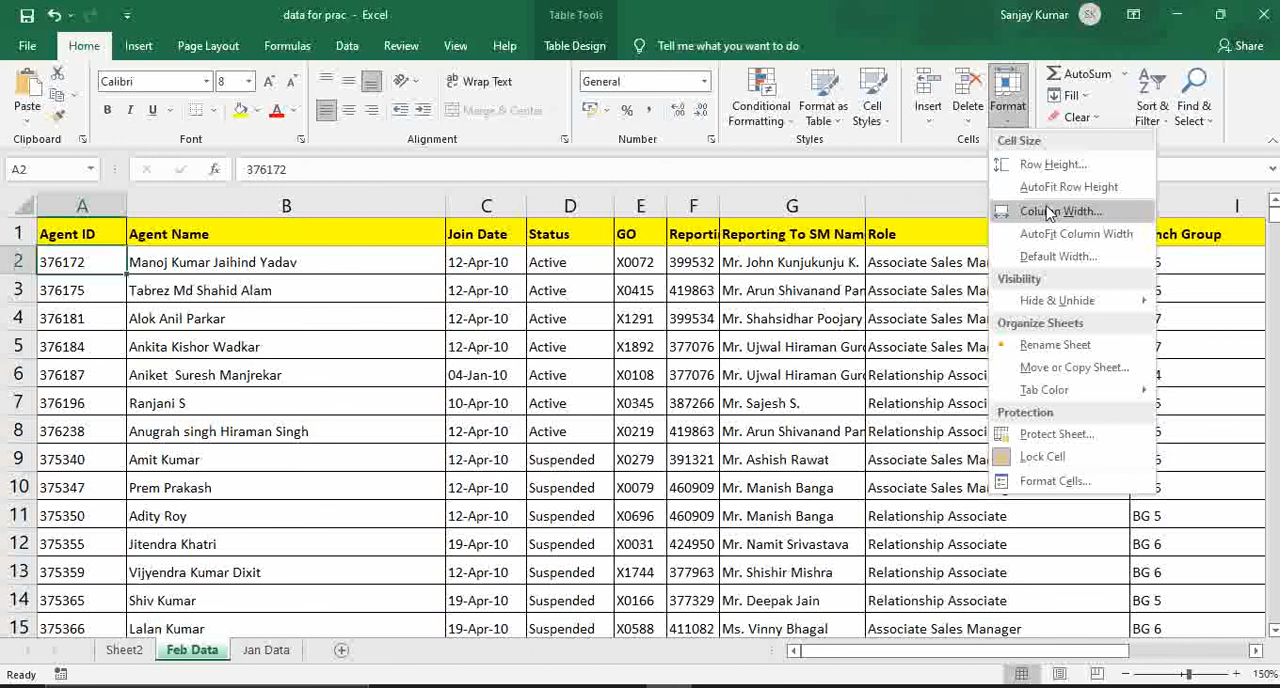 data for prac - Excel
Table Tools
Sanjay Kumar SK
File Home Insert Page Layout Formulas Data Review View Help Table Design Tell me what you want to do Share
Paste
Clipboard
Calibri 8
B I U
Font
Wrap Text
Merge & Center
Alignment
General
Number
Conditional Formatting
Format as Table
Cell Styles
Styles
Insert Delete Format
Cells
AutoSum
Fill
Clear
Sort & Filter
Find & Select
Cell Size
Row Height...
AutoFit Row Height
Column Width...
AutoFit Column Width
Default Width...
Visibility
Hide & Unhide
Organize Sheets
Rename Sheet
Move or Copy Sheet...
Tab Color
Protection
Protect Sheet...
Lock Cell
Format Cells...
A2 fx 376172
A B C D E F G I
1 Agent ID Agent Name Join Date Status GO Reporti Reporting To SM Nam Role nch Group
2 376172 Manoj Kumar Jaihind Yadav 12-Apr-10 Active X0072 399532 Mr. John Kunjukunju K. Associate Sales Ma 5
3 376175 Tabrez Md Shahid Alam 12-Apr-10 Active X0415 419863 Mr. Arun Shivanand Pan Associate Sales Ma 5
4 376181 Alok Anil Parkar 12-Apr-10 Active X1291 399534 Mr. Shahsidhar Poojary Associate Sales Ma 7
5 376184 Ankita Kishor Wadkar 12-Apr-10 Active X1892 377076 Mr. Ujwal Hiraman Gur Associate Sales Ma 7
6 376187 Aniket Suresh Manjrekar 04-Jan-10 Active X0108 377076 Mr. Ujwal Hiraman Gur Relationship Associ 4
7 376196 Ranjani S 10-Apr-10 Active X0345 387266 Mr. Sajesh S. Relationship Associ 5
8 376238 Anugrah singh Hiraman Singh 12-Apr-10 Active X0219 419863 Mr. Arun Shivanand Pan Relationship Associ 5
9 375340 Amit Kumar 12-Apr-10 Suspended X0279 391321 Mr. Ashish Rawat Associate Sales Ma 6
10 375347 Prem Prakash 12-Apr-10 Suspended X0079 460909 Mr. Manish Banga Associate Sales Ma 5
11 375350 Adity Roy 12-Apr-10 Suspended X0696 460909 Mr. Manish Banga Relationship Associate BG 5
12 375355 Jitendra Khatri 19-Apr-10 Suspended X0031 424950 Mr. Namit Srivastava Relationship Associate BG 6
13 375359 Vijyendra Kumar Dixit 12-Apr-10 Suspended X1744 377963 Mr. Shishir Mishra Relationship Associate BG 6
14 375365 Shiv Kumar 19-Apr-10 Suspended X0166 377329 Mr. Deepak Jain Relationship Associate BG 5
15 375366 Lalan Kumar 19-Apr-10 Suspended X0588 411082 Ms. Vinny Bhagal Associate Sales Manager BG 6
Sheet2 Feb Data Jan Data
Ready 150%